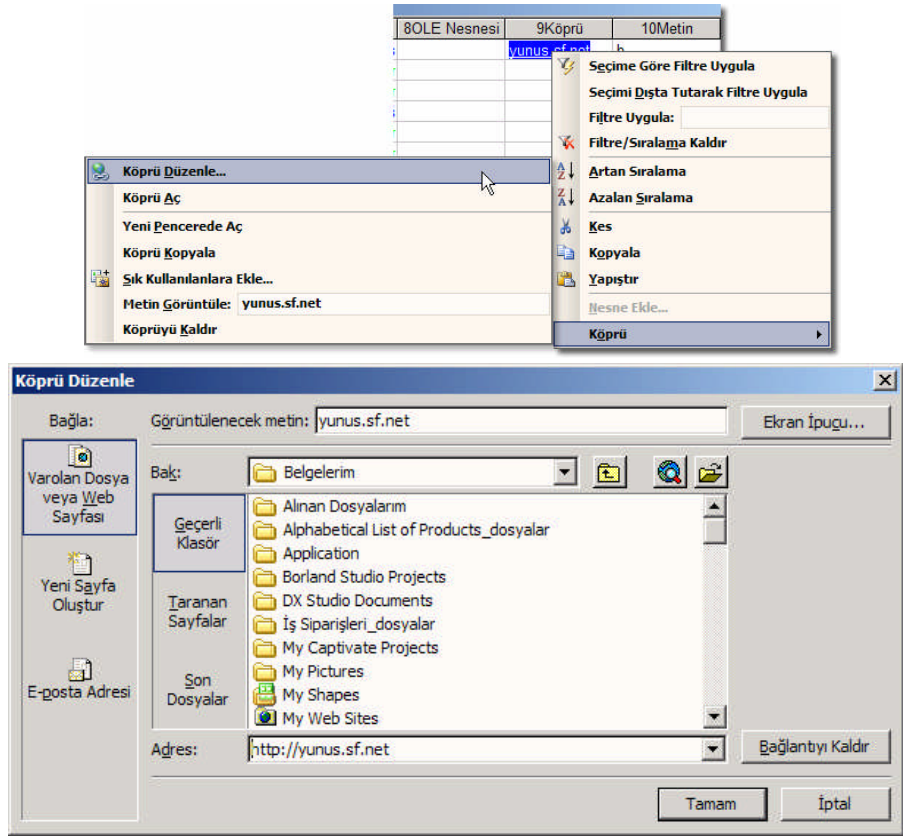 8OLE Nesnesi 9Köprü 10Metin
yunus.sf.net b
Seçime Göre Filtre Uygula
Seçimi Dışta Tutarak Filtre Uygula
Filtre Uygula:
Filtre/Sıralama Kaldır
Artan Sıralama
Azalan Sıralama
Kes
Kopyala
Yapıştır
Nesne Ekle...
Köprü
Köprü Düzenle...
Köprü Aç
Yeni Pencerede Aç
Köprü Kopyala
Sık Kullanılanlara Ekle...
Metin Görüntüle: yunus.sf.net
Köprüyü Kaldır
Köprü Düzenle
Bağla:
Görüntülenecek metin: yunus.sf.net
Ekran İpucu...
Varolan Dosya
veya Web
Sayfası
Yeni Sayfa
Oluştur
E-posta Adresi
Bak:
Belgelerim
Geçerli
Klasör
Taranan
Sayfalar
Son
Dosyalar
Alınan Dosyalarım
Alphabetical List of Products_dosyalar
Application
Borland Studio Projects
DX Studio Documents
İş Siparişleri_dosyalar
My Captivate Projects
My Pictures
My Shapes
My Web Sites
Adres:
http://yunus.sf.net
Bağlantıyı Kaldır
Tamam
İptal